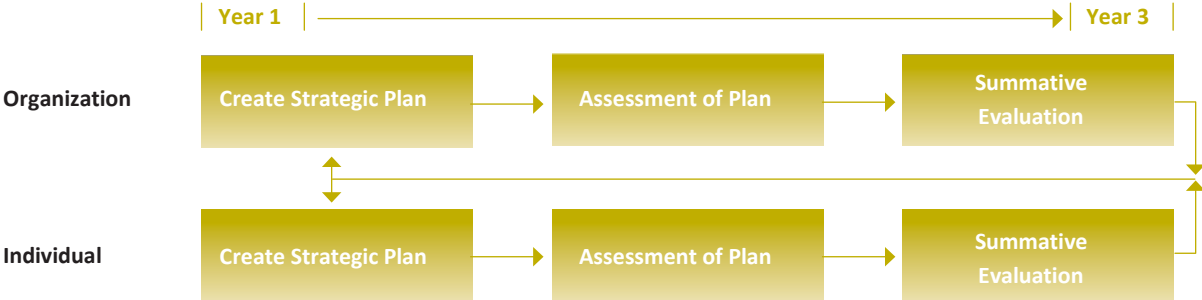 Year 1 Year 3
Organization
Create Strategic Plan
Assessment of Plan
Summative
Evaluation
Individual
Create Strategic Plan
Assessment of Plan
Summative
Evaluation